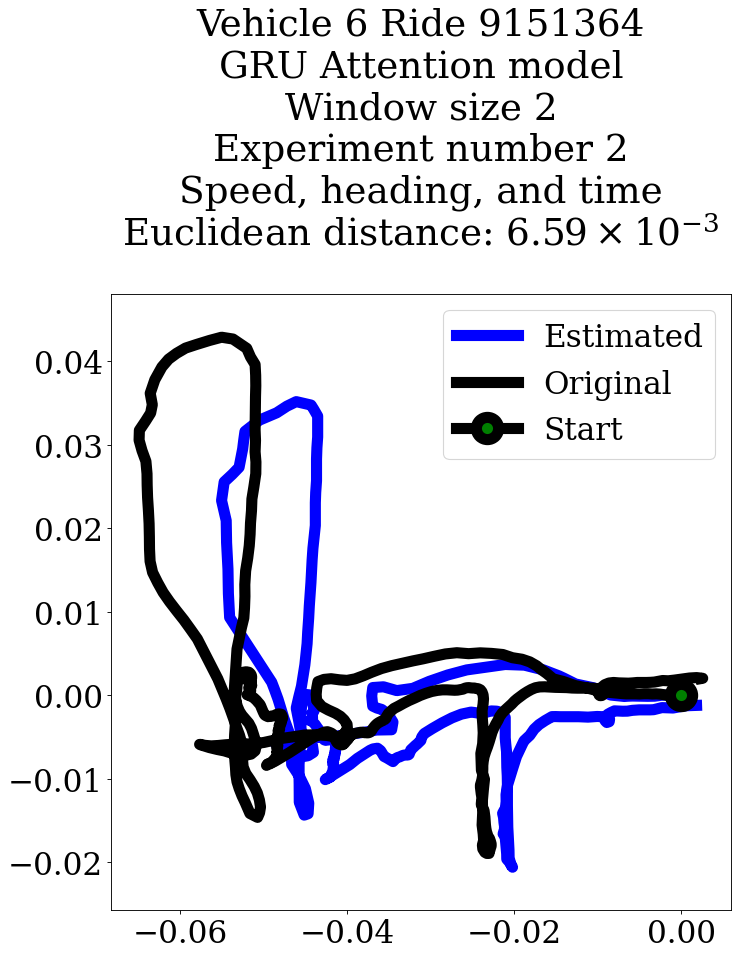 Vehicle 6 Ride 9151364
GRU Attention model
Window size 2
Experiment number 2
Speed, heading, and time
Euclidean distance: 6.59 × 10⁻³
Estimated
Original
Start
0.04
0.03
0.02
0.01
0.00
−0.01
−0.02
−0.06 −0.04 −0.02 0.00